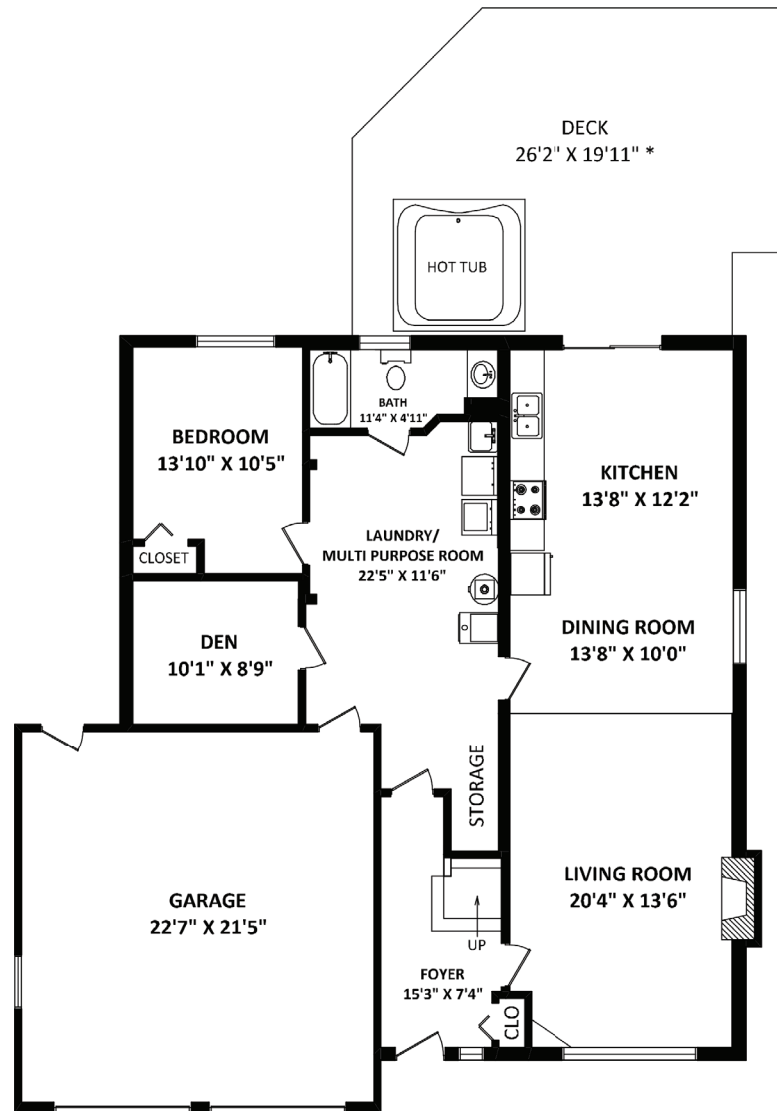 DECK
26'2" X 19'11" *
HOT TUB
BATH
11'4" X 4'11"
BEDROOM
13'10" X 10'5"
KITCHEN
13'8" X 12'2"
LAUNDRY/
MULTI PURPOSE ROOM
22'5" X 11'6"
CLOSET
DEN
10'1" X 8'9"
DINING ROOM
13'8" X 10'0"
STORAGE
GARAGE
22'7" X 21'5"
LIVING ROOM
20'4" X 13'6"
UP
FOYER
15'3" X 7'4"
CLO